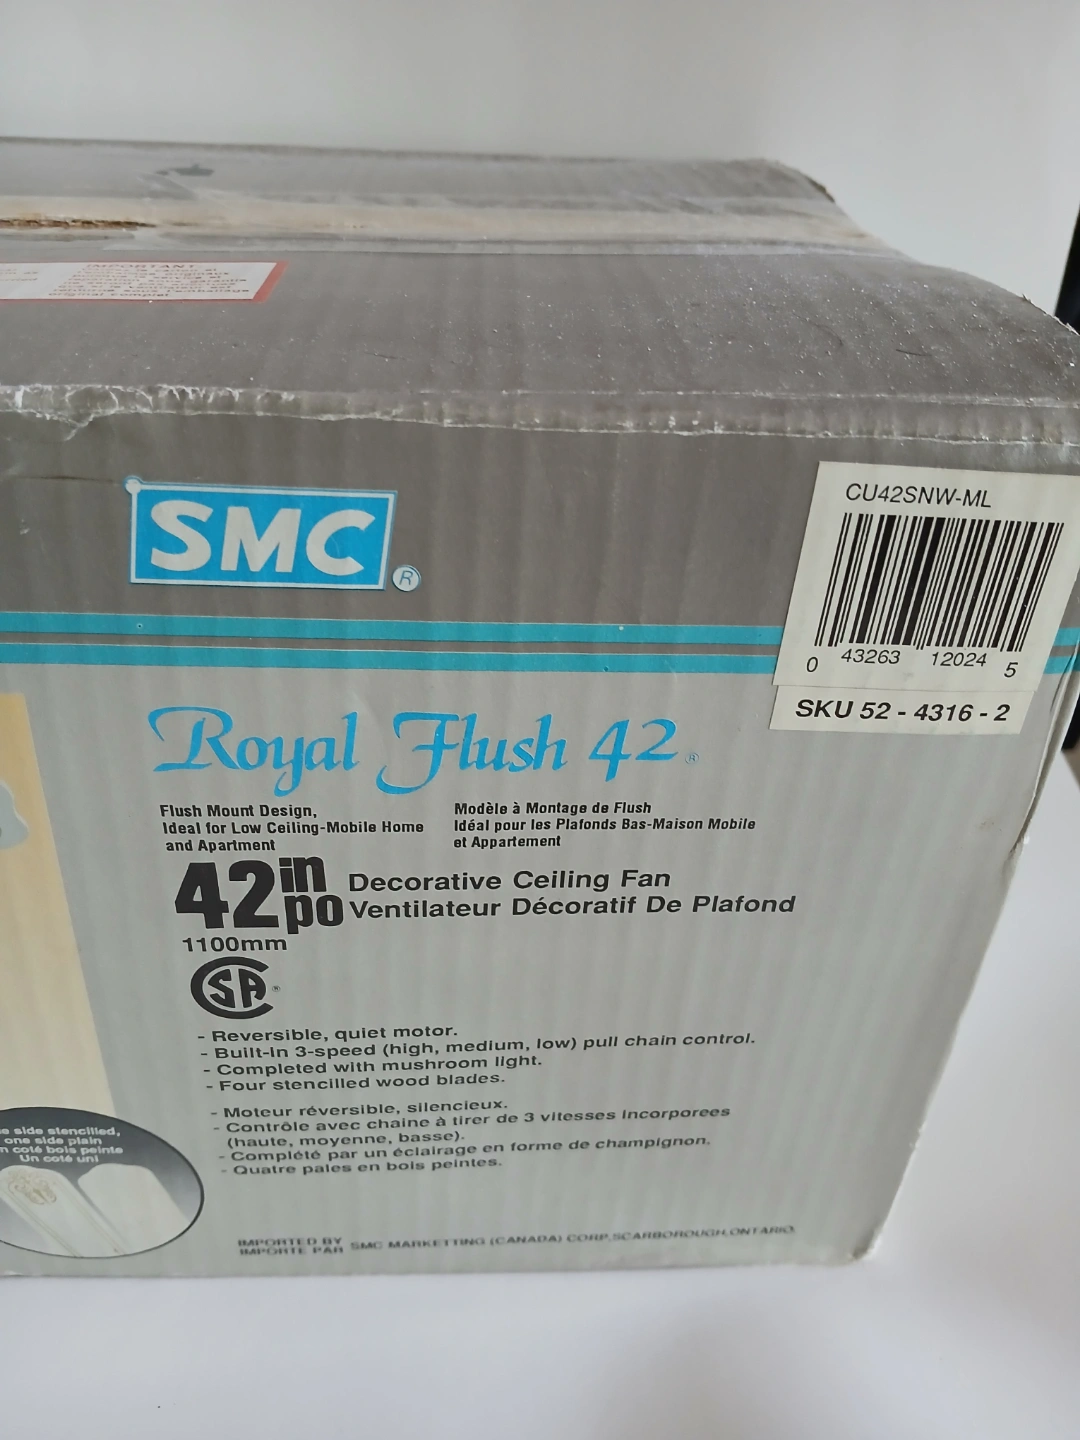 IMPORTANT
SMC®
CU42SNW-ML
0 43263 12024 5
SKU 52 - 4316 - 2
Royal Flush 42®
Flush Mount Design,
Ideal for Low Ceiling-Mobile Home
and Apartment
Modèle à Montage de Flush
Idéal pour les Plafonds Bas-Maison Mobile
et Appartement
42 in
po
Decorative Ceiling Fan
Ventilateur Décoratif De Plafond
1100mm
CSA®
- Reversible, quiet motor.
- Built-In 3-speed (high, medium, low) pull chain control.
- Completed with mushroom light.
- Four stencilled wood blades.
- Moteur réversible, silencieux.
- Contrôle avec chaine à tirer de 3 vitesses incorporees
(haute, moyenne, basse).
- Complété par un éclairage en forme de champignon.
- Quatre pales en bois peintes.
side stencilled,
one side plain
coté bois peinte
Un coté uni
IMPORTED BY
IMPORTE PAR
SMC MARKETTING (CANADA) CORP. SCARBOROUGH, ONTARIO.